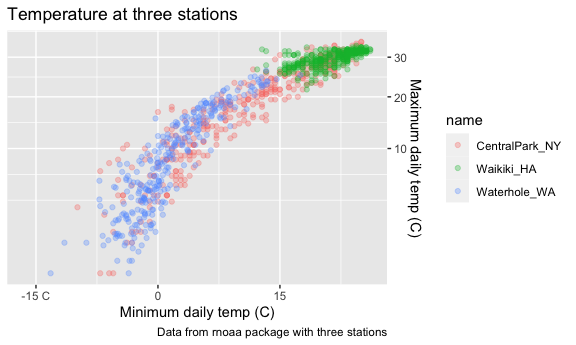 Temperature at three stations
30
20
10
Maximum daily temp (C)
-15 C
0
15
Minimum daily temp (C)
Data from rnoaa package with three stations
name
CentralPark_NY
Waikiki_HA
Waterhole_WA